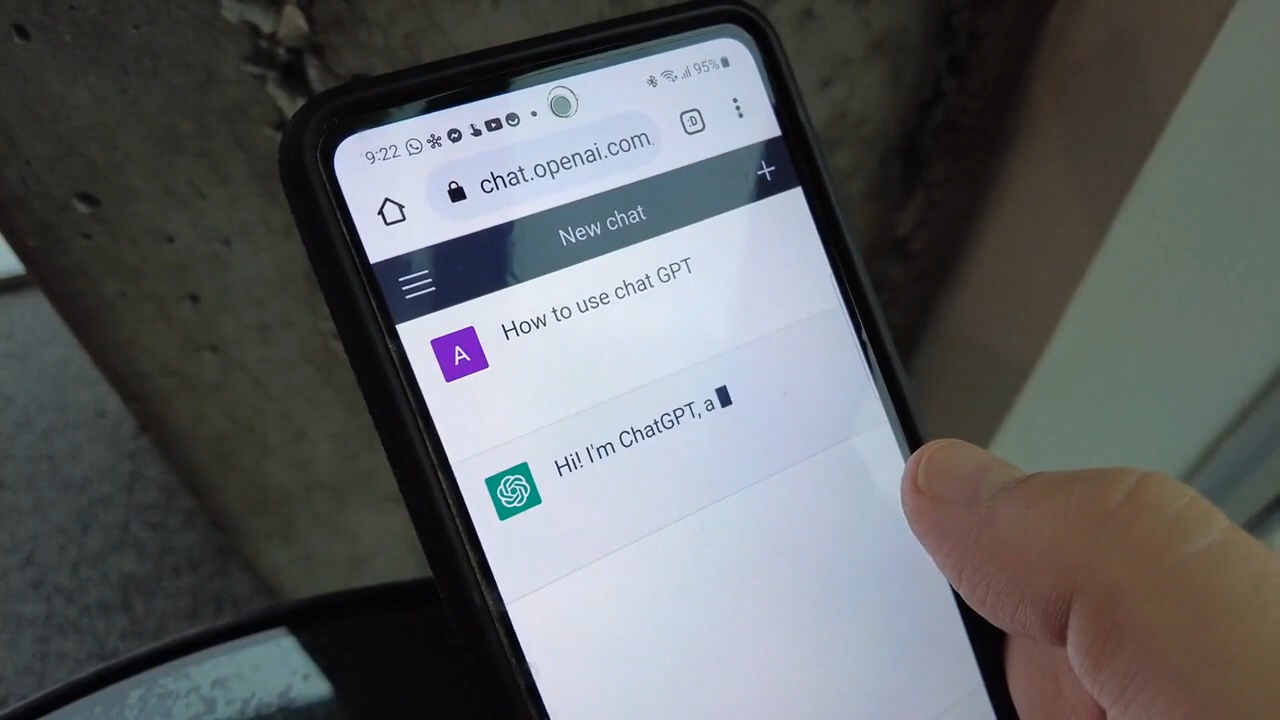 9:22 95%
chat.openai.com
:D
New chat
A
How to use chat GPT
Hi! I'm ChatGPT, a